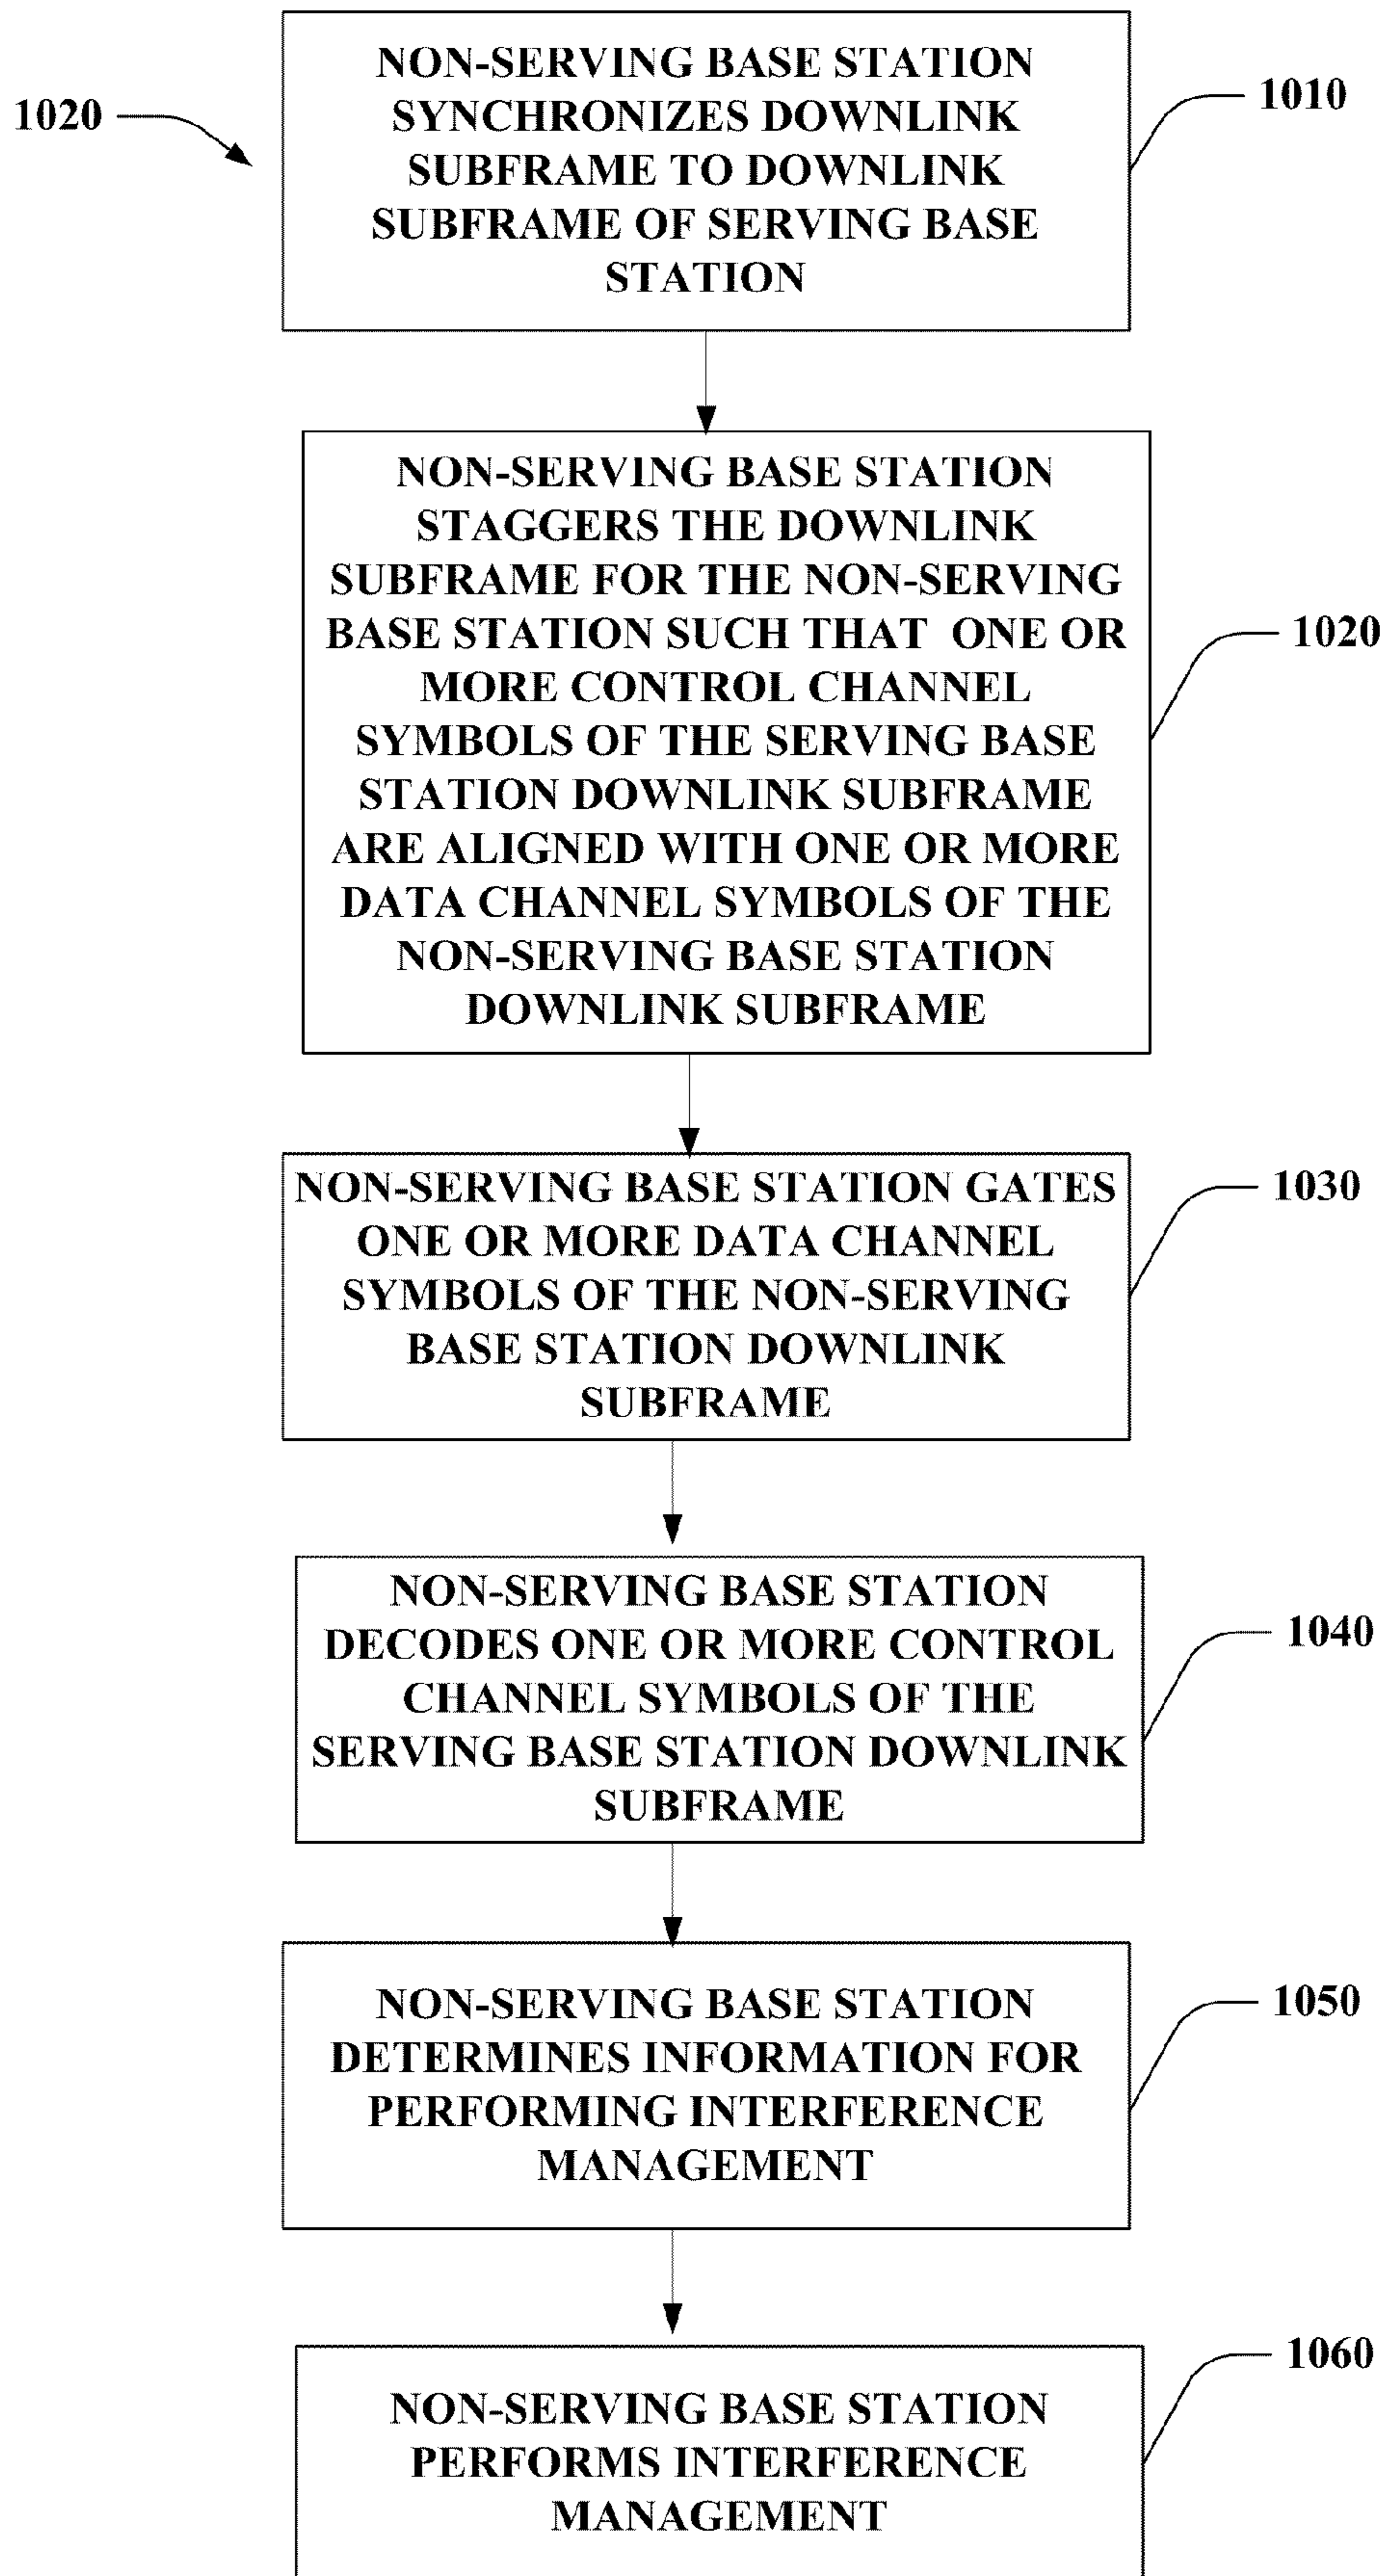 1020
NON-SERVING BASE STATION
SYNCHRONIZES DOWNLINK
SUBFRAME TO DOWNLINK
SUBFRAME OF SERVING BASE
STATION
1010
NON-SERVING BASE STATION
STAGGERS THE DOWNLINK
SUBFRAME FOR THE NON-SERVING
BASE STATION SUCH THAT ONE OR
MORE CONTROL CHANNEL
SYMBOLS OF THE SERVING BASE
STATION DOWNLINK SUBFRAME
ARE ALIGNED WITH ONE OR MORE
DATA CHANNEL SYMBOLS OF THE
NON-SERVING BASE STATION
DOWNLINK SUBFRAME
1020
NON-SERVING BASE STATION GATES
ONE OR MORE DATA CHANNEL
SYMBOLS OF THE NON-SERVING
BASE STATION DOWNLINK
SUBFRAME
1030
NON-SERVING BASE STATION
DECODES ONE OR MORE CONTROL
CHANNEL SYMBOLS OF THE
SERVING BASE STATION DOWNLINK
SUBFRAME
1040
NON-SERVING BASE STATION
DETERMINES INFORMATION FOR
PERFORMING INTERFERENCE
MANAGEMENT
1050
NON-SERVING BASE STATION
PERFORMS INTERFERENCE
MANAGEMENT
1060